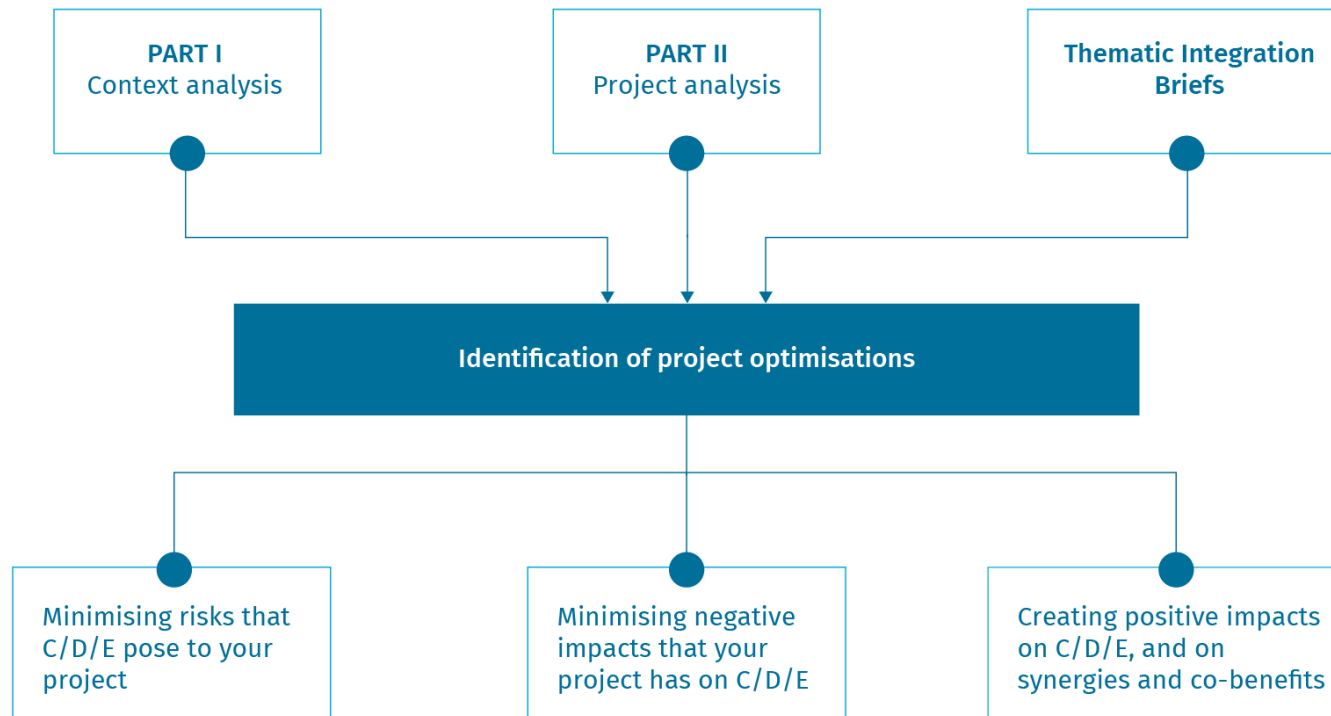 PART I
Context analysis
PART II
Project analysis
Thematic Integration
Briefs
Identification of project optimisations
Minimising risks that
C/D/E pose to your
project
Minimising negative
impacts that your
project has on C/D/E
Creating positive impacts
on C/D/E, and on
synergies and co-benefits